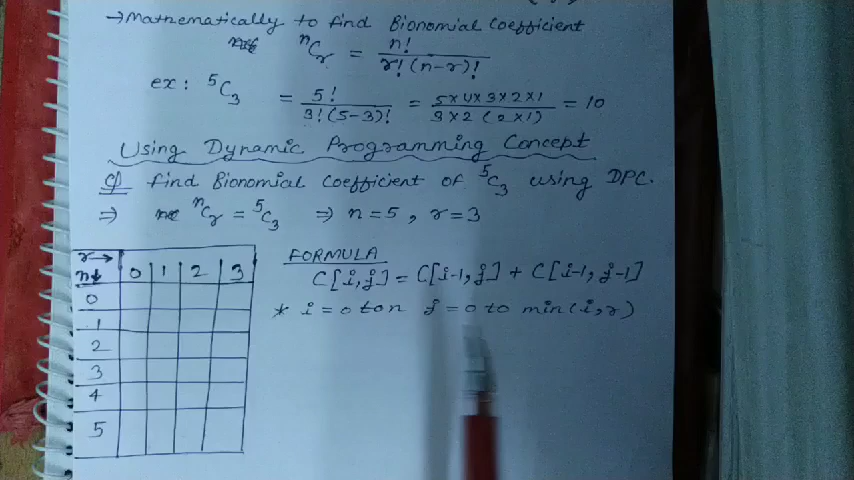 →Mathematically to find Bionomial Coefficient
ⁿCᵣ = n! / r!(n-r)!
ex: ⁵C₃ = 5! / 3!(5-3)! = 5×4×3×2×1 / 3×2(2×1) = 10
Using Dynamic Programming Concept
Q) find Bionomial Coefficient of ⁵C₃ using DPC.
⇒ ⁿCᵣ = ⁵C₃ ⇒ n=5, r=3
r→ 0 1 2 3
n↓
0
1
2
3
4
5
FORMULA
C[i,j] = C[i-1,j] + C[i-1,j-1]
* i=0 to n j=0 to min(i,r)